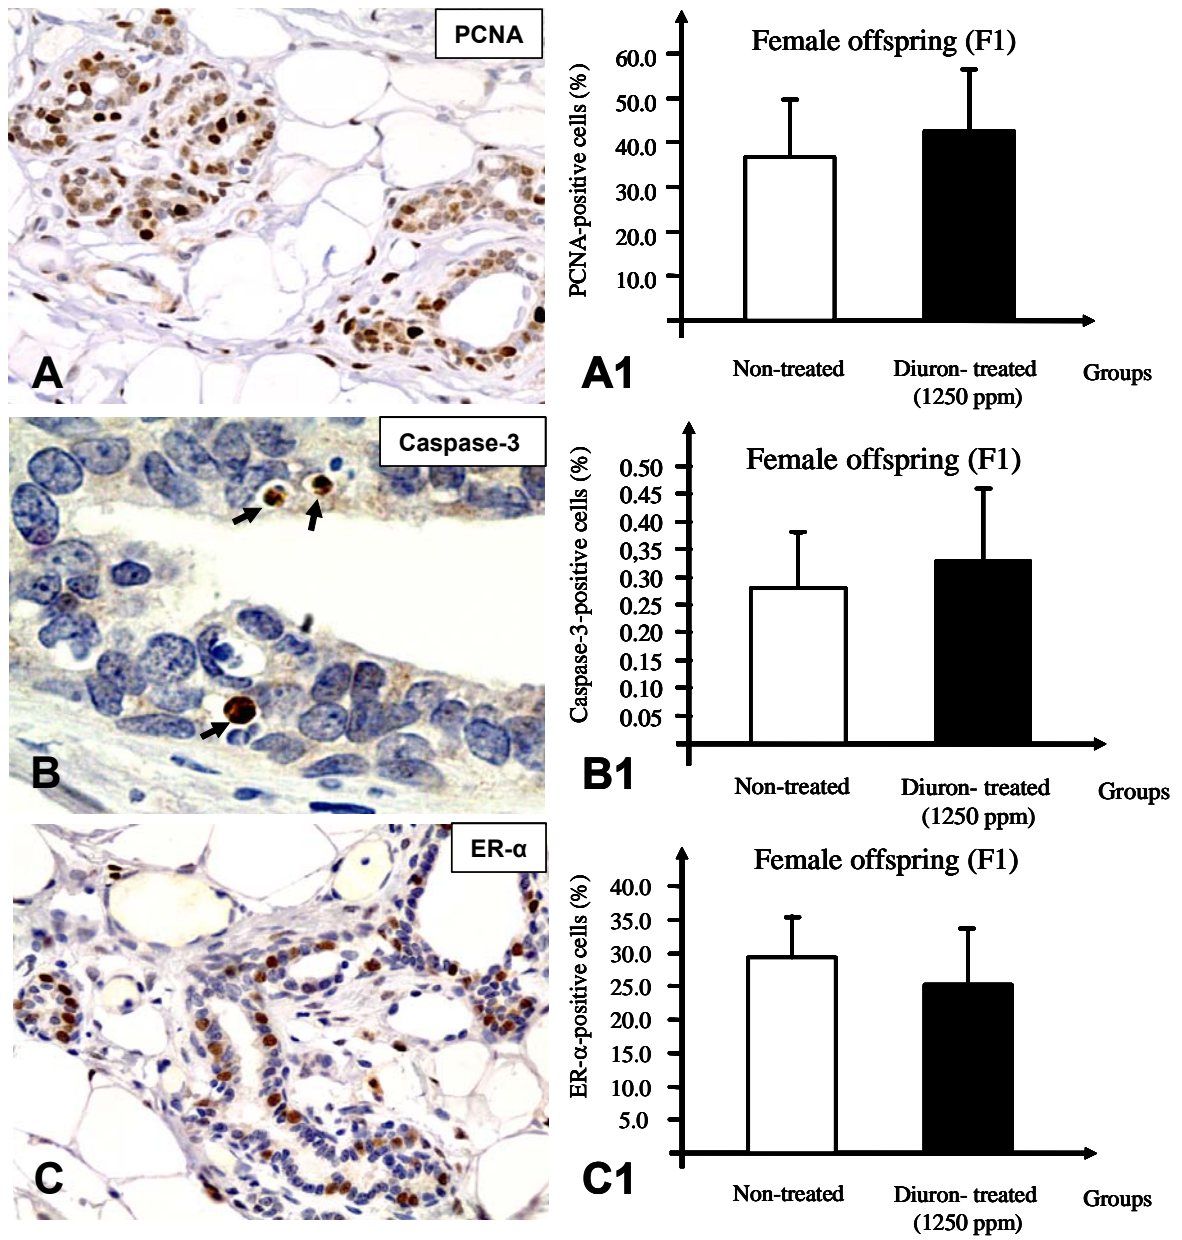 PCNA
A
Female offspring (F1)
PCNA-positive cells (%)
60.0
50.0
40.0
30.0
20.0
10.0
Non-treated
Diuron- treated
(1250 ppm)
Groups
A1
Caspase-3
B
Female offspring (F1)
Caspase-3-positive cells (%)
0.50
0.45
0.40
0,35
0.30
0.25
0.20
0.15
0.10
0.05
Non-treated
Diuron- treated
(1250 ppm)
Groups
B1
ER-α
C
Female offspring (F1)
ER-α-positive cells (%)
40.0
35.0
30.0
25.0
20.0
15.0
10.0
5.0
Non-treated
Diuron- treated
(1250 ppm)
Groups
C1